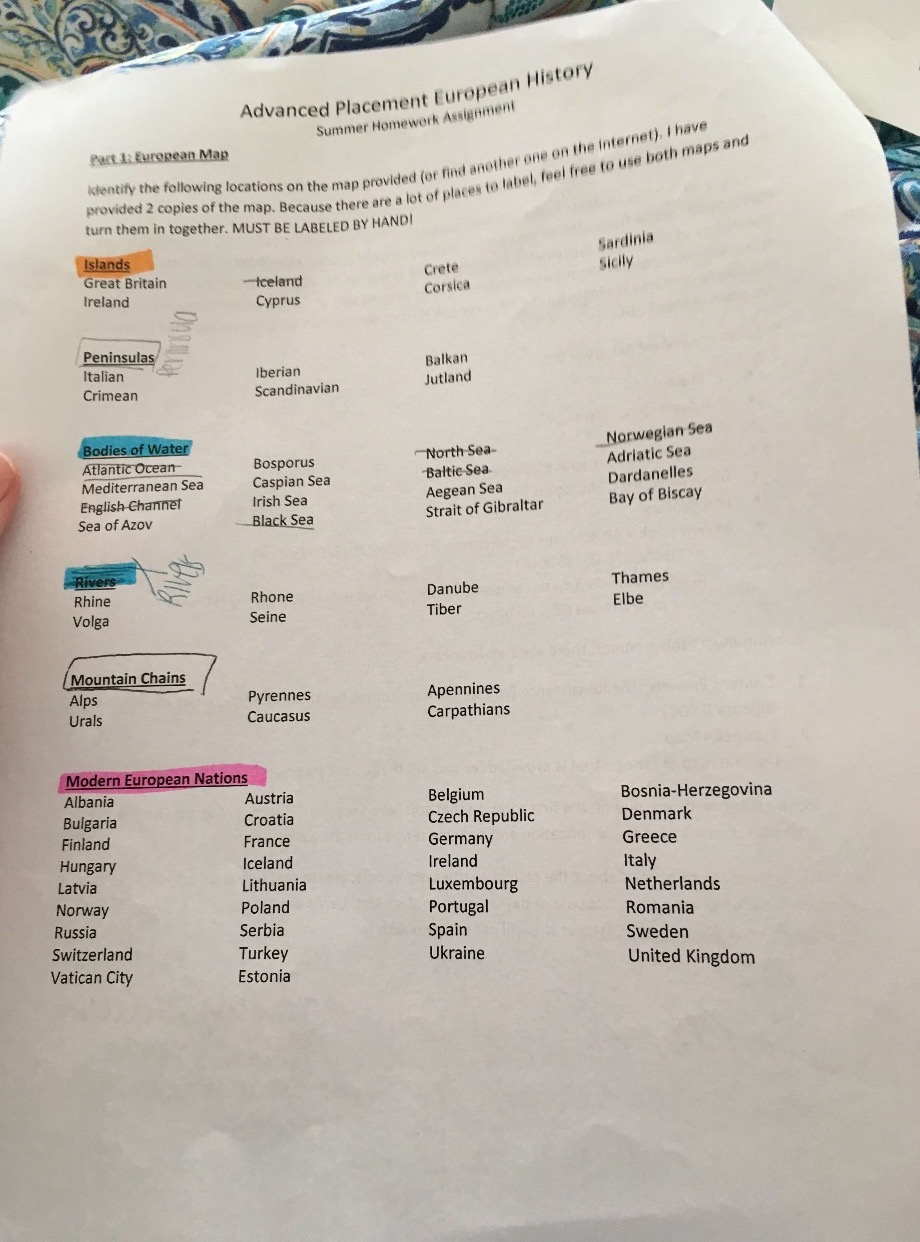 Advanced Placement European History
Summer Homework Assignment
Part 1: European Map
Identify the following locations on the map provided (or find another one on the internet). I have
provided 2 copies of the map. Because there are a lot of places to label, feel free to use both maps and
turn them in together. MUST BE LABELED BY HAND!
Islands
Great Britain Iceland Crete Sardinia
Ireland Cyprus Corsica Sicily
Peninsulas
Italian Iberian Balkan
Crimean Scandinavian Jutland
Bodies of Water
Atlantic Ocean Bosporus North Sea Norwegian Sea
Mediterranean Sea Caspian Sea Baltic Sea Adriatic Sea
English Channel Irish Sea Aegean Sea Dardanelles
Sea of Azov Black Sea Strait of Gibraltar Bay of Biscay
Rivers River
Rhine Rhone Danube Thames
Volga Seine Tiber Elbe
Mountain Chains
Alps Pyrennes Apennines
Urals Caucasus Carpathians
Modern European Nations
Albania Austria Belgium Bosnia-Herzegovina
Bulgaria Croatia Czech Republic Denmark
Finland France Germany Greece
Hungary Iceland Ireland Italy
Latvia Lithuania Luxembourg Netherlands
Norway Poland Portugal Romania
Russia Serbia Spain Sweden
Switzerland Turkey Ukraine United Kingdom
Vatican City Estonia